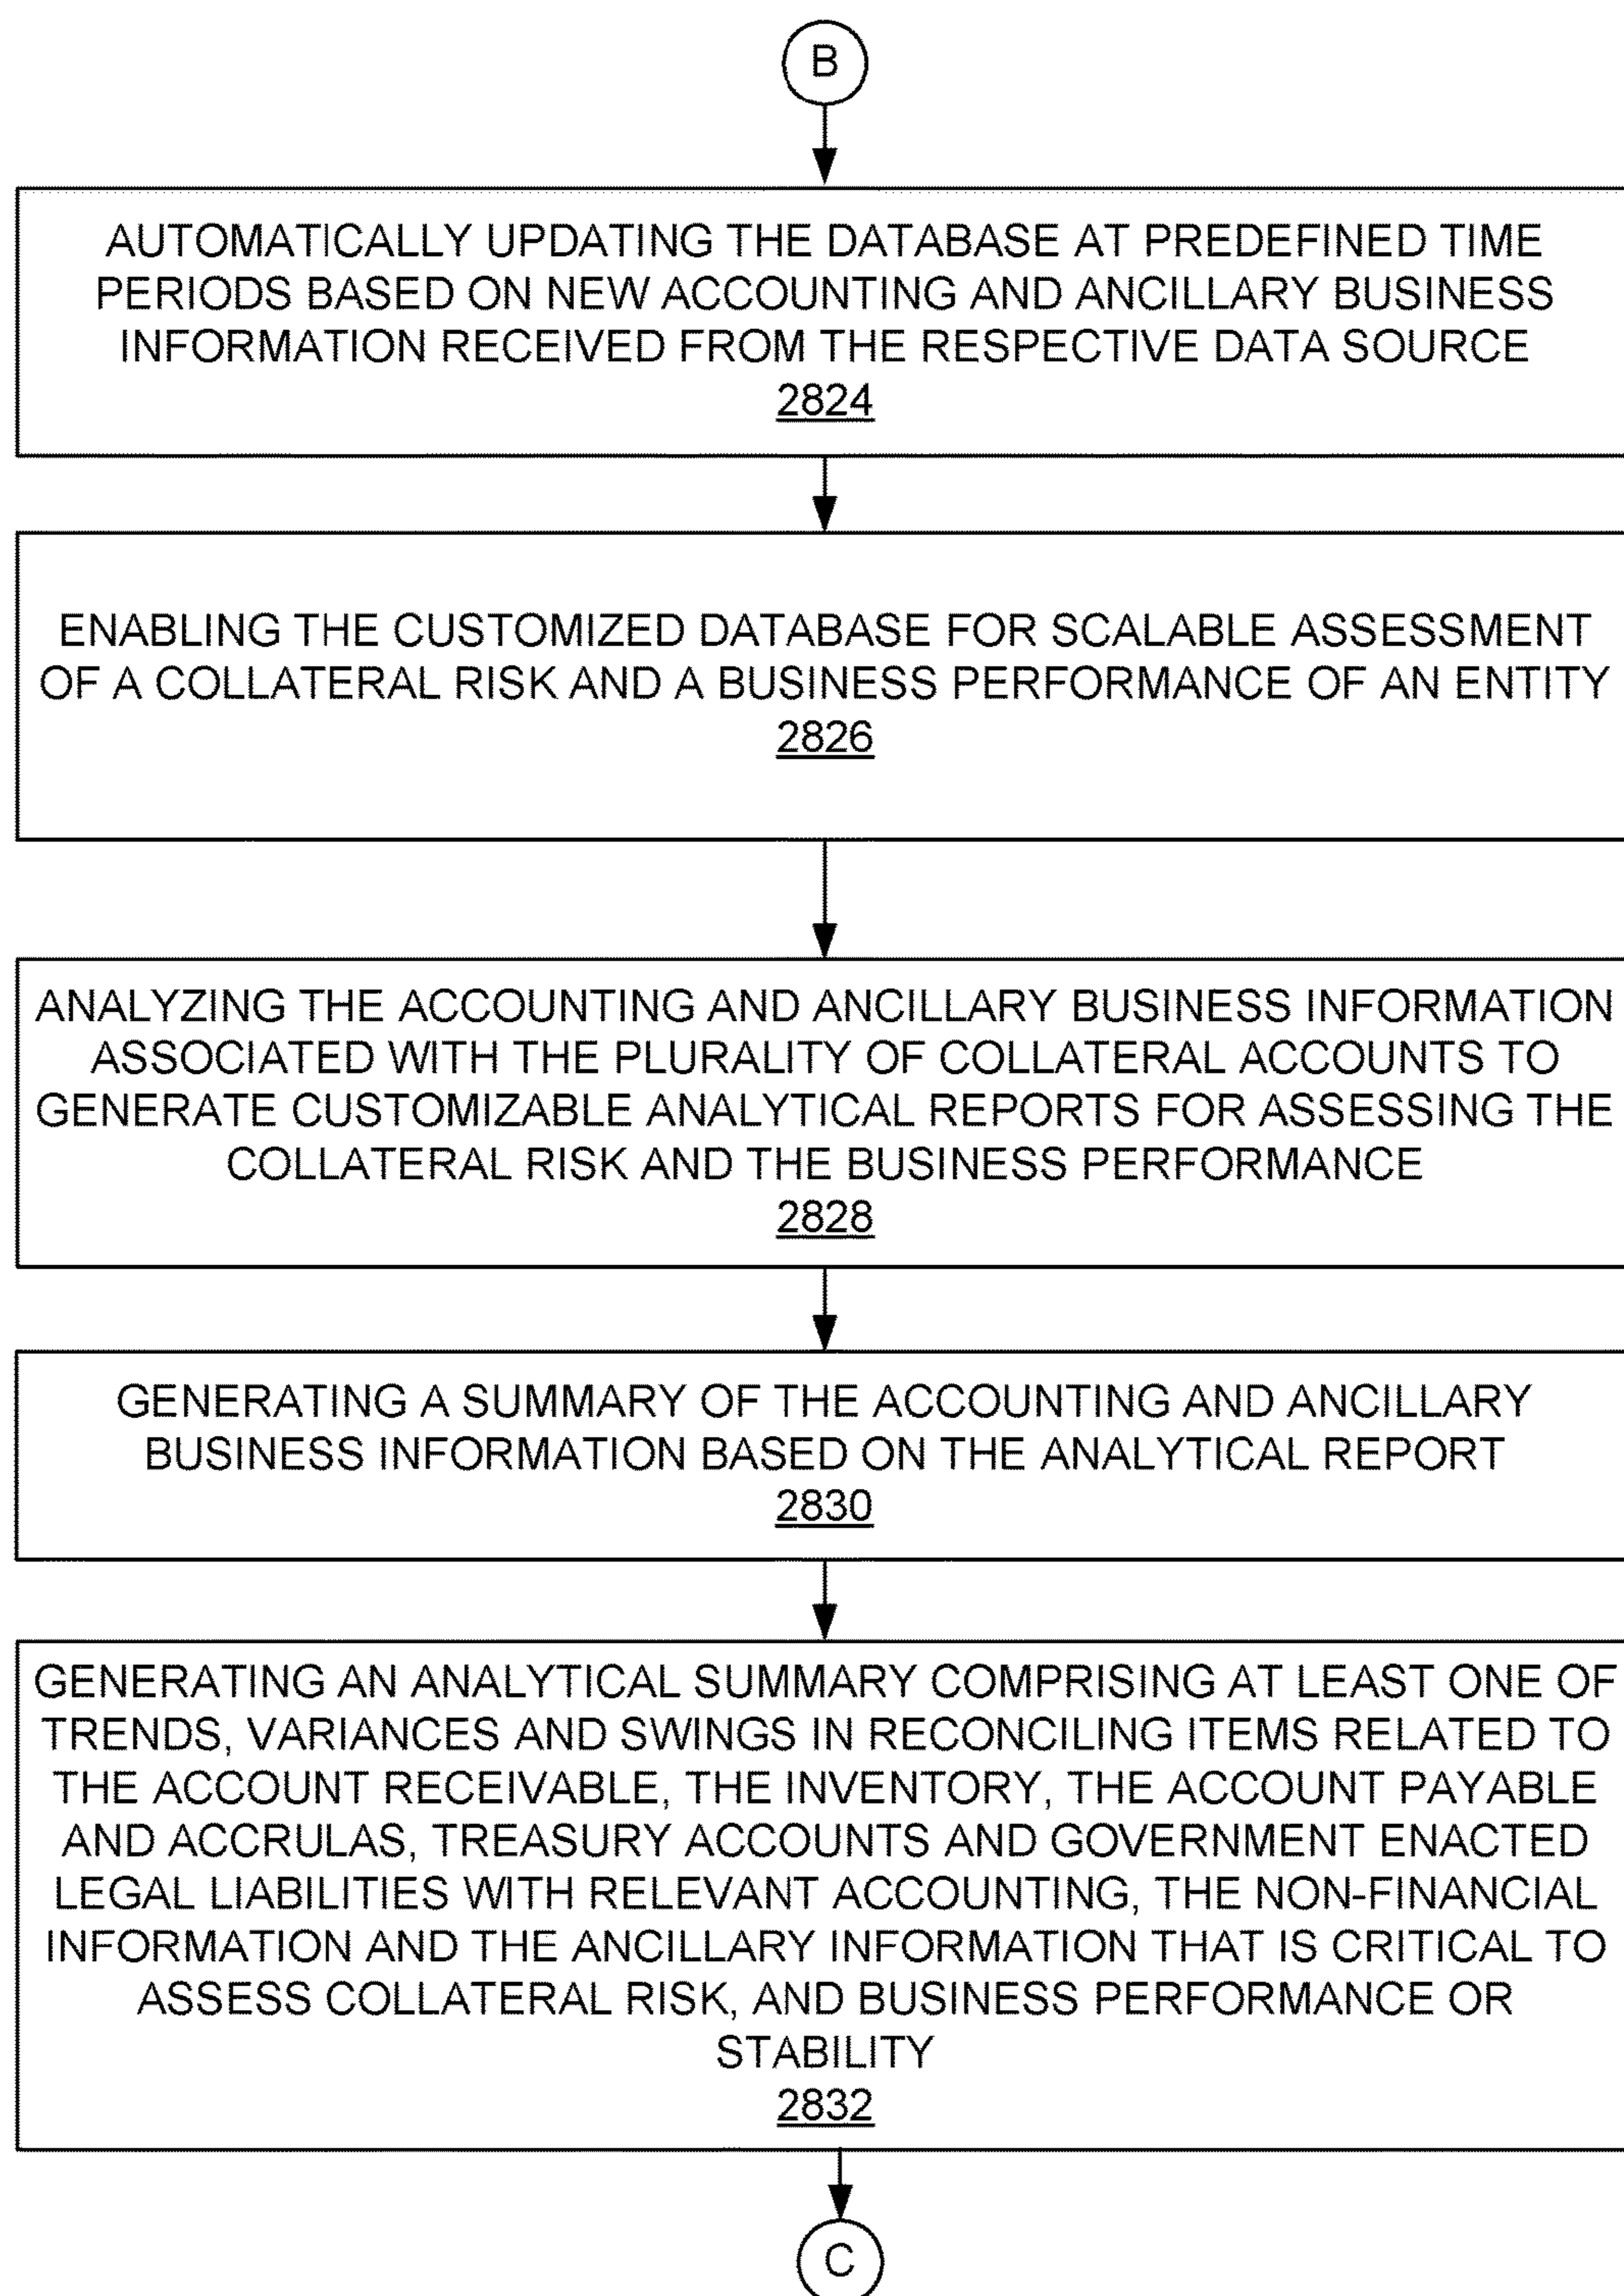 B
AUTOMATICALLY UPDATING THE DATABASE AT PREDEFINED TIME
PERIODS BASED ON NEW ACCOUNTING AND ANCILLARY BUSINESS
INFORMATION RECEIVED FROM THE RESPECTIVE DATA SOURCE
2824
ENABLING THE CUSTOMIZED DATABASE FOR SCALABLE ASSESSMENT
OF A COLLATERAL RISK AND A BUSINESS PERFORMANCE OF AN ENTITY
2826
ANALYZING THE ACCOUNTING AND ANCILLARY BUSINESS INFORMATION
ASSOCIATED WITH THE PLURALITY OF COLLATERAL ACCOUNTS TO
GENERATE CUSTOMIZABLE ANALYTICAL REPORTS FOR ASSESSING THE
COLLATERAL RISK AND THE BUSINESS PERFORMANCE
2828
GENERATING A SUMMARY OF THE ACCOUNTING AND ANCILLARY
BUSINESS INFORMATION BASED ON THE ANALYTICAL REPORT
2830
GENERATING AN ANALYTICAL SUMMARY COMPRISING AT LEAST ONE OF
TRENDS, VARIANCES AND SWINGS IN RECONCILING ITEMS RELATED TO
THE ACCOUNT RECEIVABLE, THE INVENTORY, THE ACCOUNT PAYABLE
AND ACCRULAS, TREASURY ACCOUNTS AND GOVERNMENT ENACTED
LEGAL LIABILITIES WITH RELEVANT ACCOUNTING, THE NON-FINANCIAL
INFORMATION AND THE ANCILLARY INFORMATION THAT IS CRITICAL TO
ASSESS COLLATERAL RISK, AND BUSINESS PERFORMANCE OR
STABILITY
2832
C